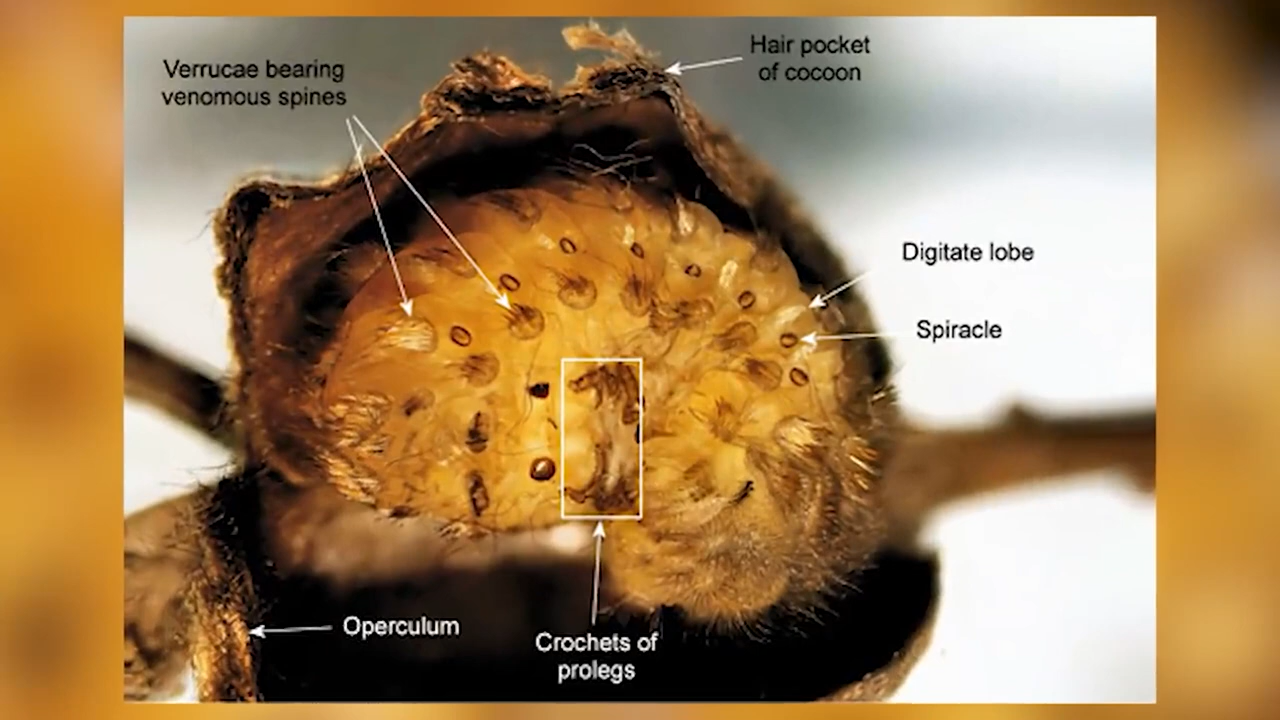 Hair pocket
of cocoon
Verrucae bearing
venomous spines
Digitate lobe
Spiracle
Operculum
Crochets of
prolegs